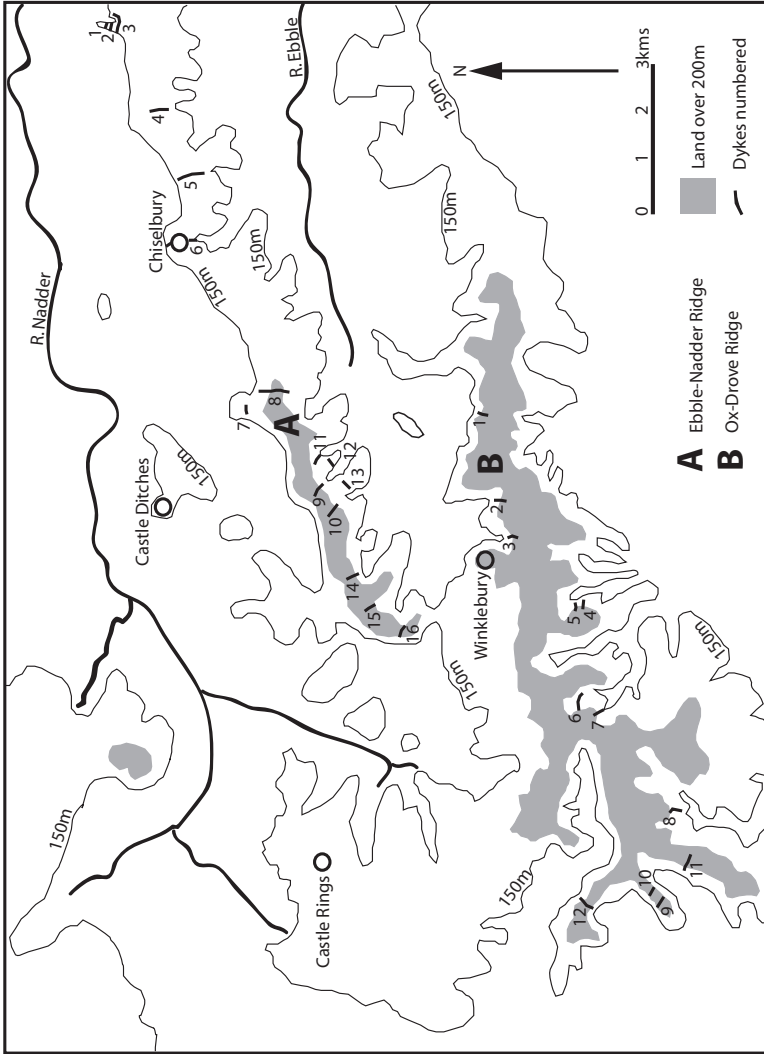 150m
R.Nadder
150m
Castle Ditches
150m
Chiselbury
150m
1
2
3
4
5
6
150m
7
8
A
R.Ebble
9
10
11
12
13
14
15
16
Castle Rings
150m
Winklebury
150m
150m
150m
B
1
2
3
4
5
6
7
8
9
10
11
12
150m
N
0
1
2
3kms
A Ebble-Nadder Ridge
B Ox-Drove Ridge
Land over 200m
Dykes numbered